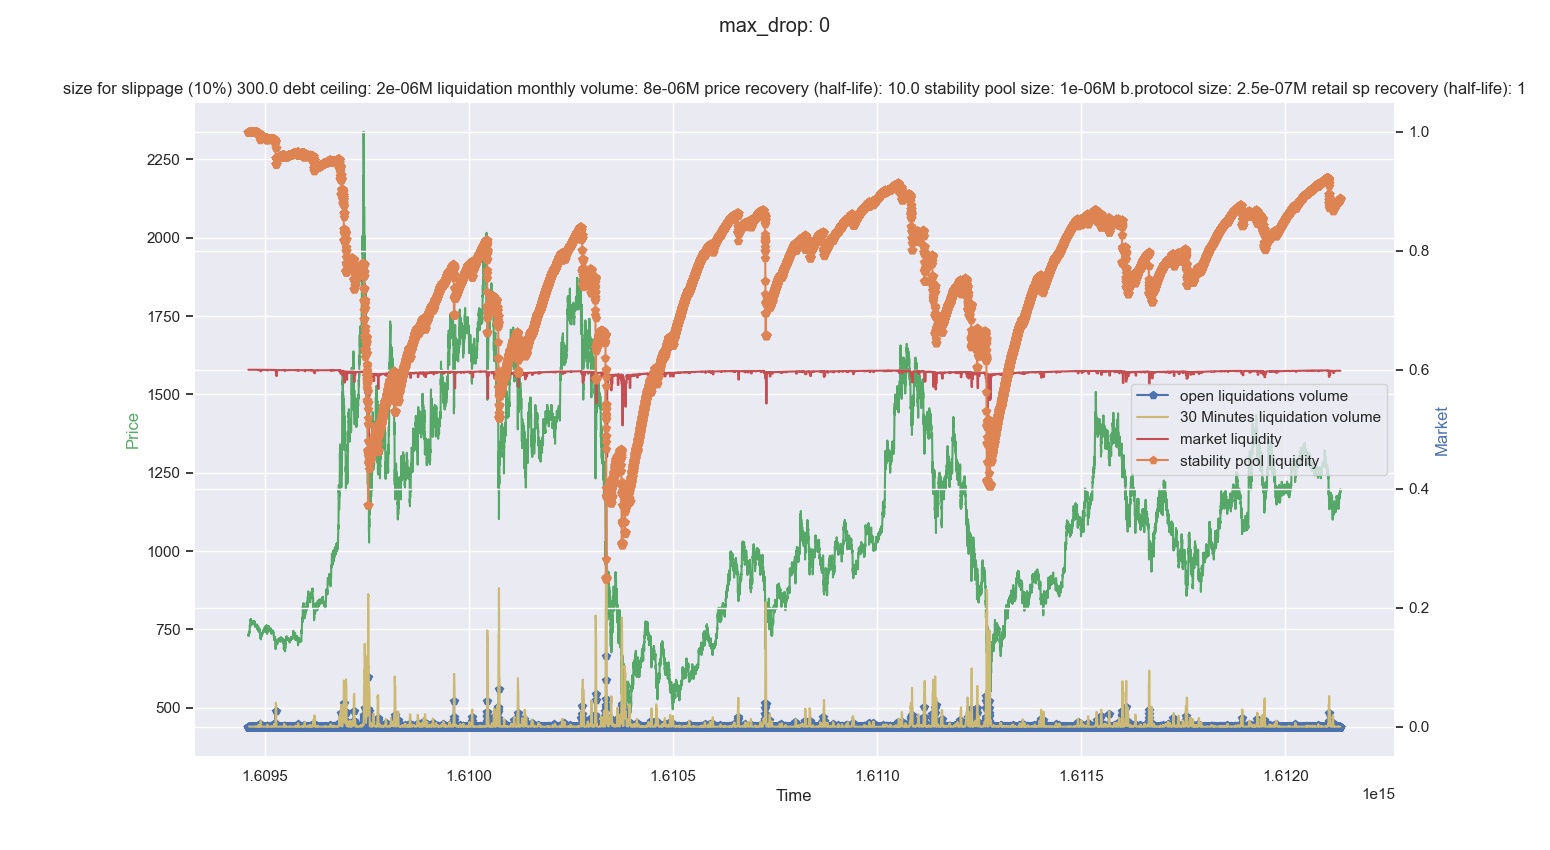 max_drop: 0
size for slippage (10%) 300.0 debt ceiling: 2e-06M liquidation monthly volume: 8e-06M price recovery (half-life): 10.0 stability pool size: 1e-06M b.protocol size: 2.5e-07M retail sp recovery (half-life): 1
2250
2000
1750
1500
1250
1000
750
500
Price
1.0
0.8
0.6
0.4
0.2
0.0
Market
open liquidations volume
30 Minutes liquidation volume
market liquidity
stability pool liquidity
1.6095
1.6100
1.6105
1.6110
1.6115
1.6120
Time
1e15